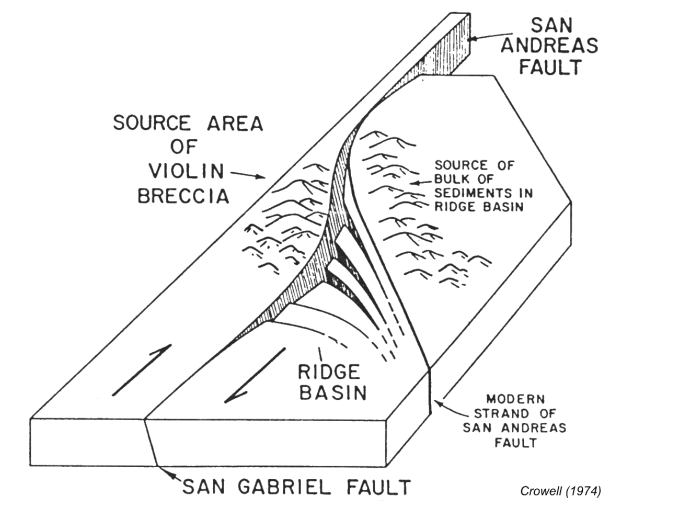 SAN
ANDREAS
FAULT
SOURCE AREA
OF
VIOLIN
BRECCIA
SOURCE OF
BULK OF
SEDIMENTS IN
RIDGE BASIN
RIDGE
BASIN
MODERN
STRAND OF
SAN ANDREAS
FAULT
SAN GABRIEL FAULT
Crowell (1974)